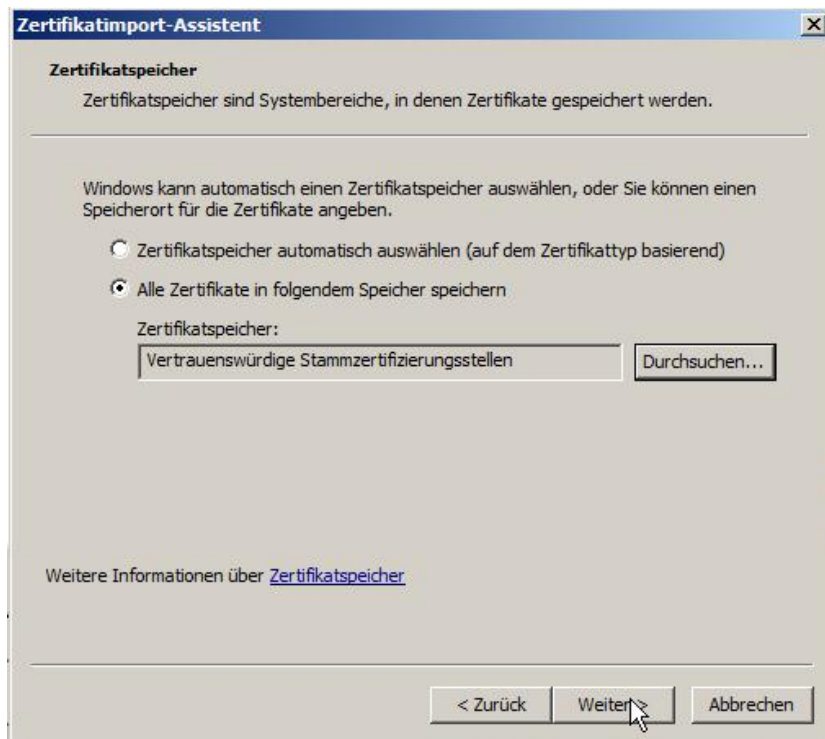 Zertifikatimport-Assistent
Zertifikatspeicher
Zertifikatspeicher sind Systembereiche, in denen Zertifikate gespeichert werden.
Windows kann automatisch einen Zertifikatspeicher auswählen, oder Sie können einen
Speicherort für die Zertifikate angeben.
Zertifikatspeicher automatisch auswählen (auf dem Zertifikattyp basierend)
Alle Zertifikate in folgendem Speicher speichern
Zertifikatspeicher:
Vertrauenswürdige Stammzertifizierungsstellen Durchsuchen...
Weitere Informationen über Zertifikatspeicher
< Zurück Weiter > Abbrechen